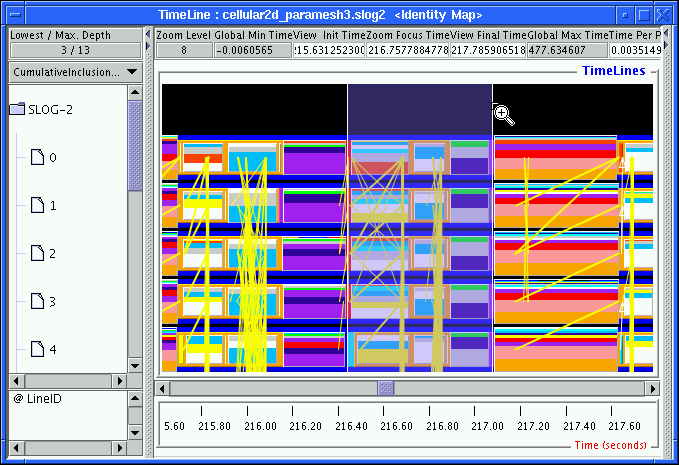 TimeLine : cellular2d_paramesh3.slog2 <Identity Map>
Lowest / Max. Depth
3 / 13
CumulativeInclusion...
Zoom Level Global Min Time View Init Time Zoom Focus Time View Final Time Global Max Time Time Per P
8 -0.0060565 15.631252300 216.7577884778 217.785906518 477.634607 0.0035149
TimeLines
SLOG-2
0
1
2
3
4
@ LineID
5.60 215.80 216.00 216.20 216.40 216.60 216.80 217.00 217.20 217.40 217.60
Time (seconds)